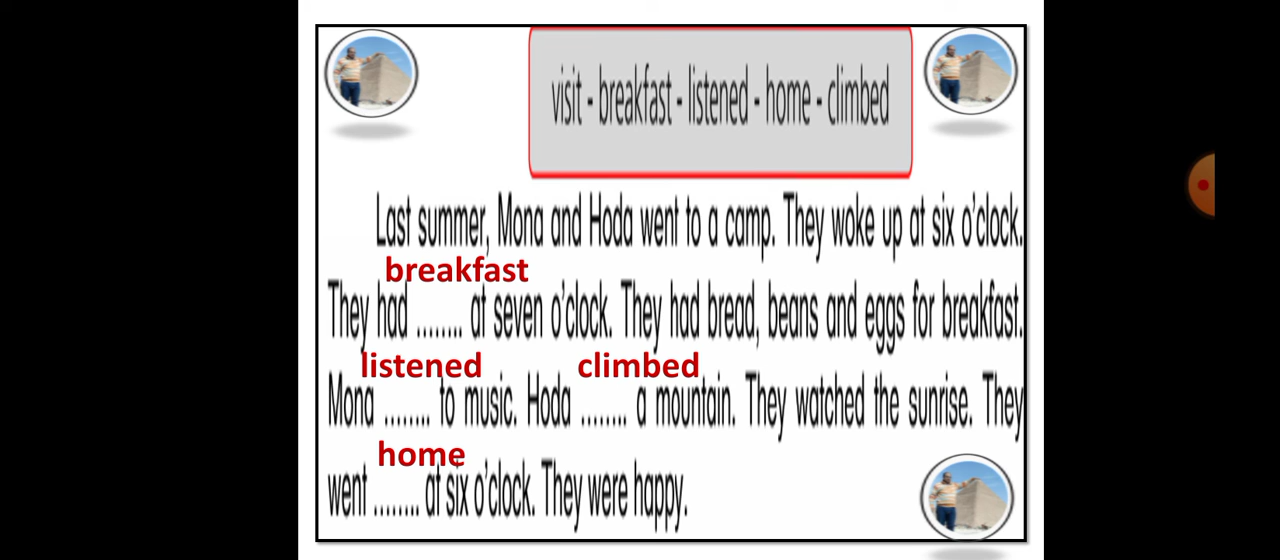 visit - breakfast - listened - home - climbed
Last summer, Mona and Hoda went to a camp. They woke up at six o'clock.
breakfast
They had ........ at seven o'clock. They had bread, beans and eggs for breakfast.
listened climbed
Mona ........ to music. Hoda ........ a mountain. They watched the sunrise. They
home
went ........ at six o'clock. They were happy.